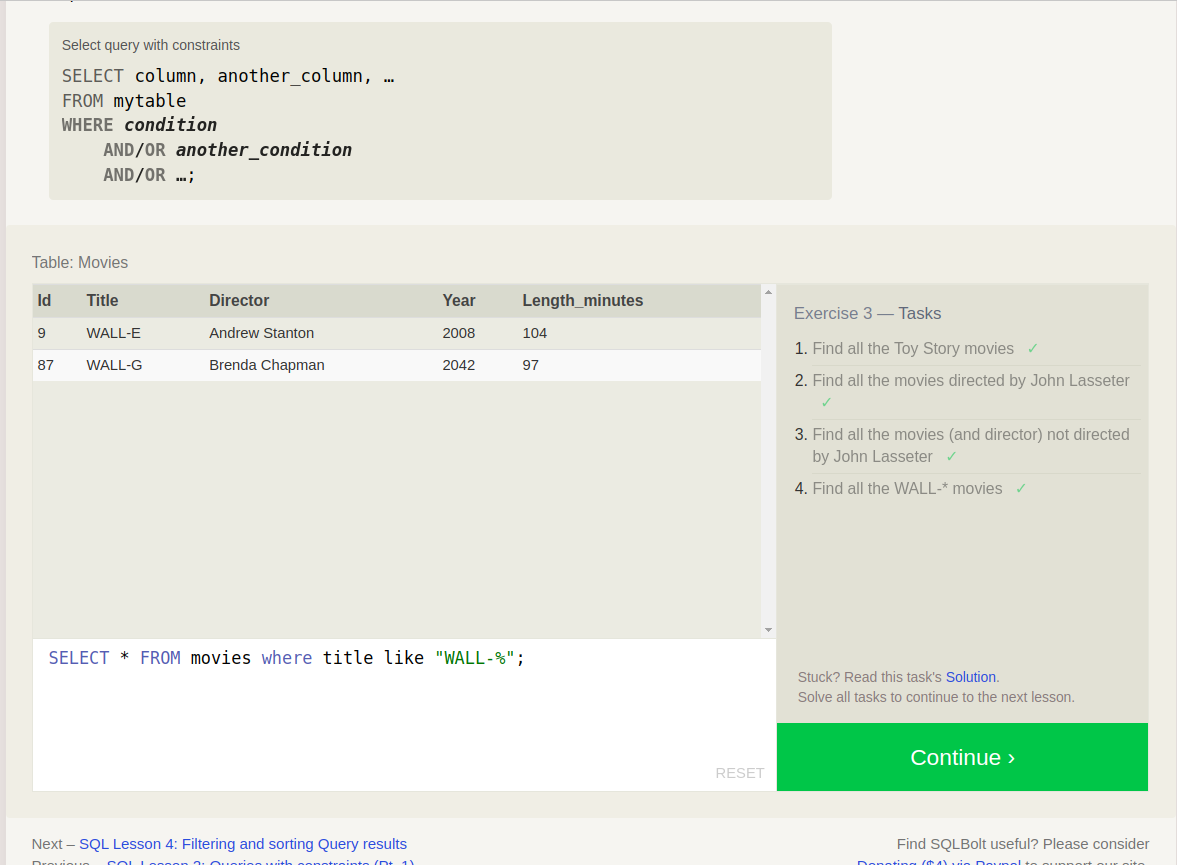 Select query with constraints
SELECT column, another_column, …
FROM mytable
WHERE condition
AND/OR another_condition
AND/OR …;
Table: Movies
Id Title Director Year Length_minutes
9 WALL-E Andrew Stanton 2008 104
87 WALL-G Brenda Chapman 2042 97
SELECT * FROM movies where title like "WALL-%";
RESET
Exercise 3 — Tasks
1. Find all the Toy Story movies ✓
2. Find all the movies directed by John Lasseter
✓
3. Find all the movies (and director) not directed
by John Lasseter ✓
4. Find all the WALL-* movies ✓
Stuck? Read this task's Solution.
Solve all tasks to continue to the next lesson.
Continue ›
Next – SQL Lesson 4: Filtering and sorting Query results
Previous – SQL Lesson 2: Queries with constraints (Pt. 1)
Find SQLBolt useful? Please consider
Donating ($4) via Paypal to support our site.